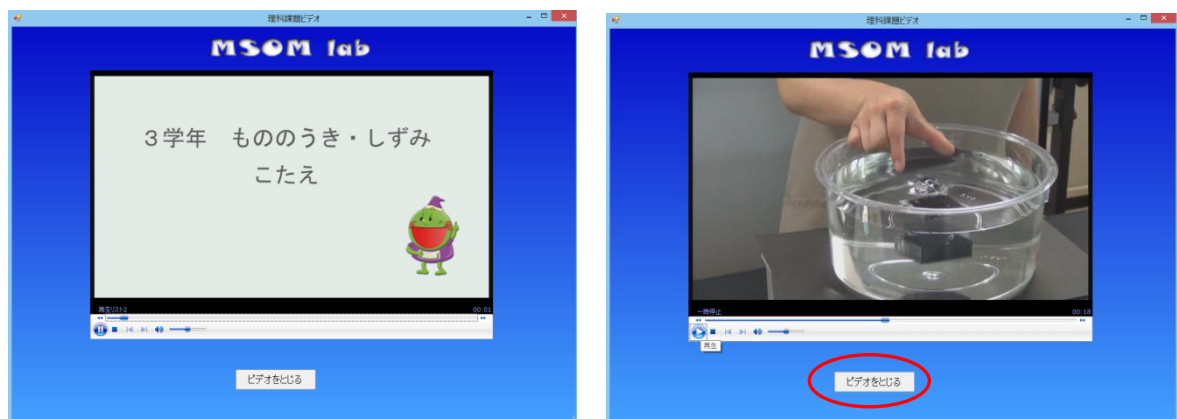 理科課題ビデオ
MSOM lab
3学年 もののうき・しずみ
こたえ
再生リスト2
00:01
ビデオをとじる
理科課題ビデオ
MSOM lab
一時停止
00:18
再生
ビデオをとじる